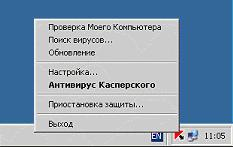 Проверка Моего Компьютера
Поиск вирусов...
Обновление
Настройка...
Антивирус Касперского
Приостановка защиты...
Выход
EN
11:05